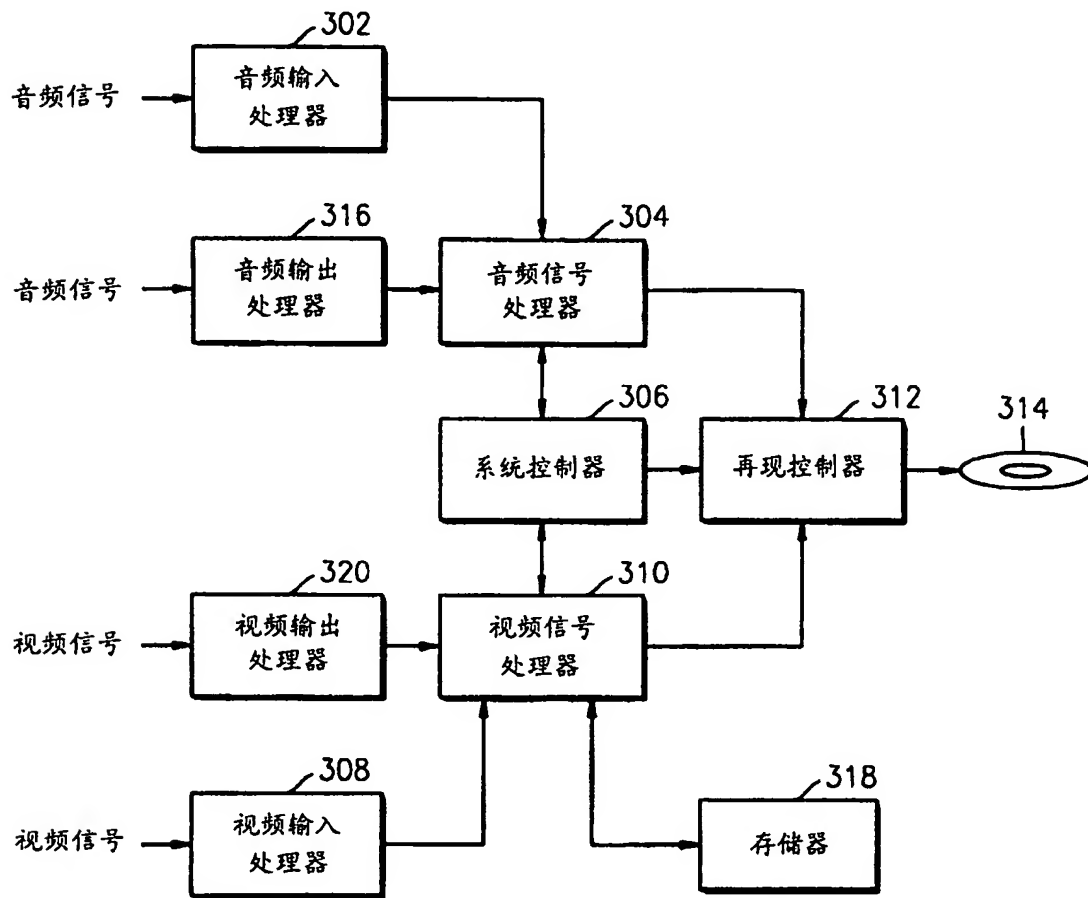 302
音频信号
音频输入
处理器
316
304
音频信号
音频输出
处理器
音频信号
处理器
306
312
314
系统控制器
再现控制器
320
310
视频信号
视频输出
处理器
视频信号
处理器
308
318
视频信号
视频输入
处理器
存储器